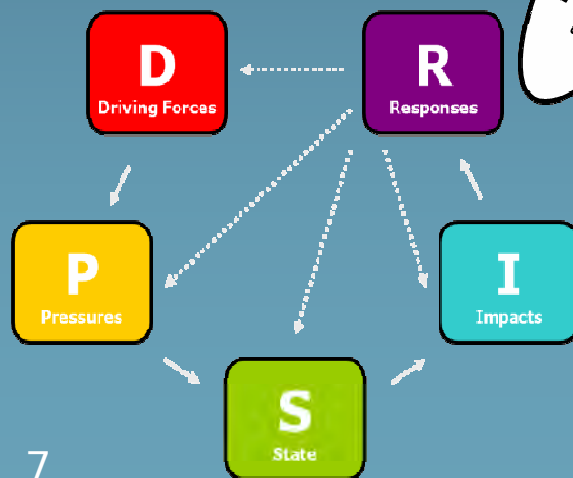 D
Driving Forces
R
Responses
P
Pressures
I
Impacts
S
State
7